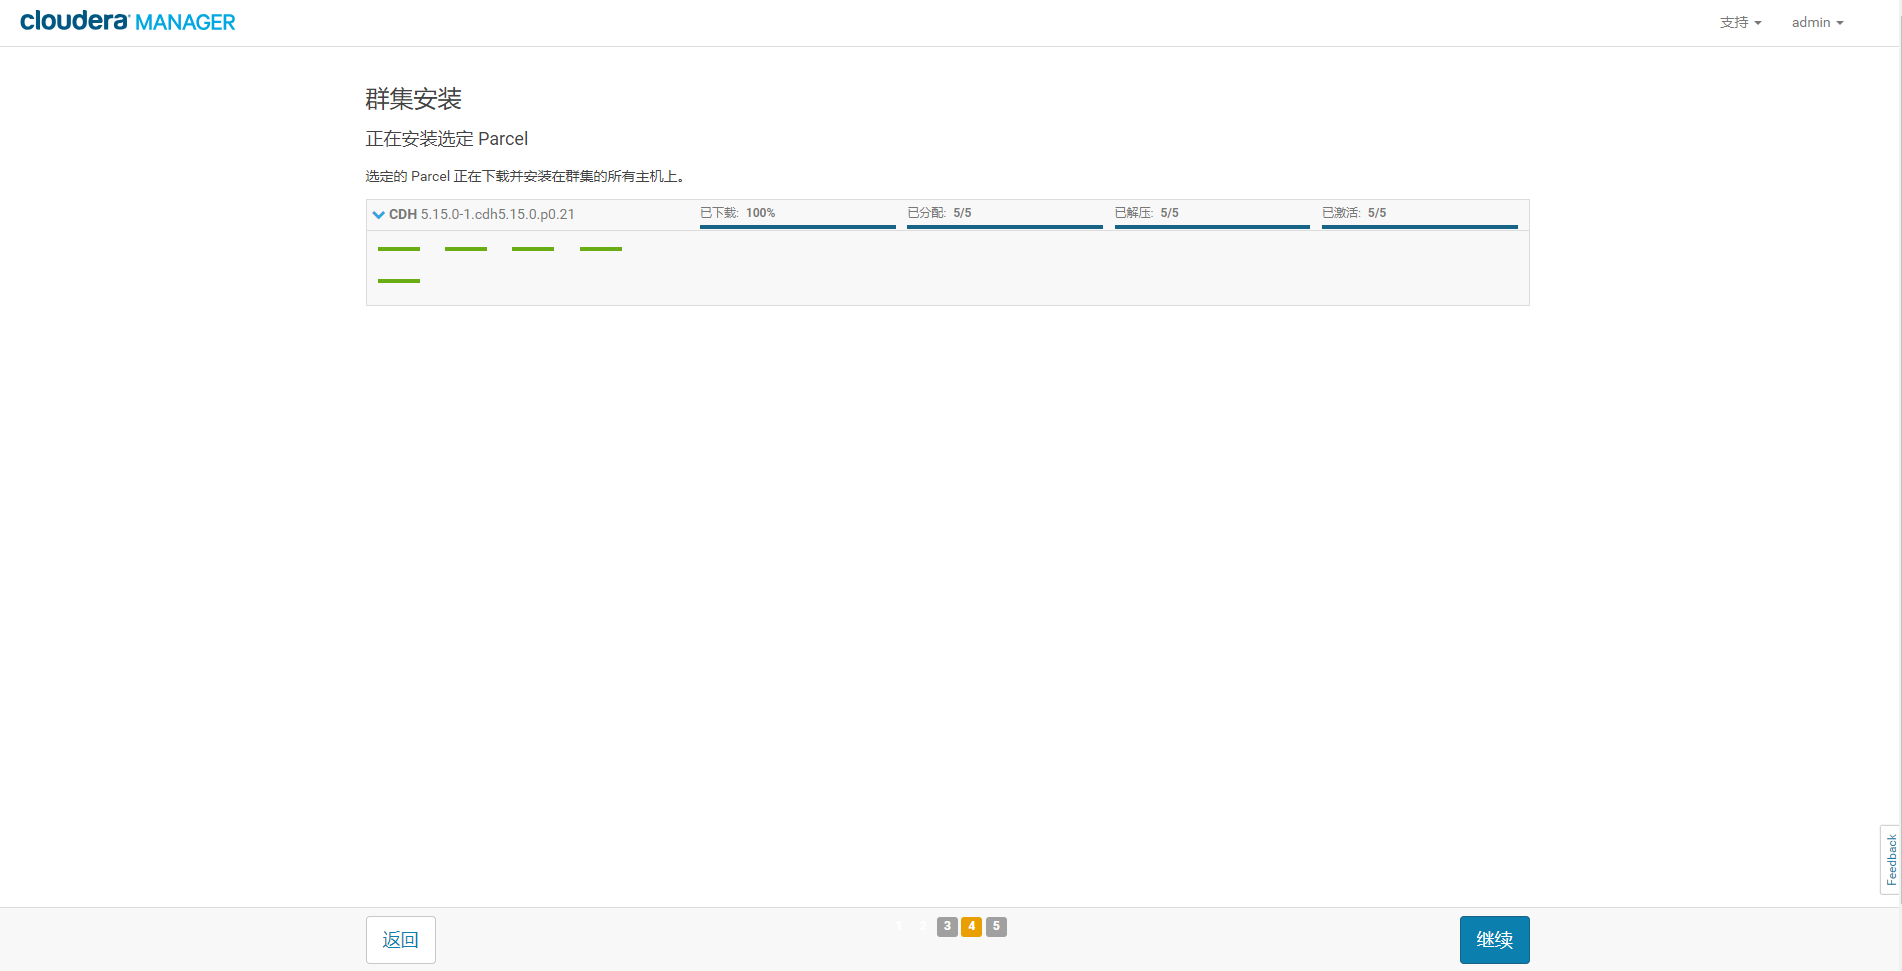 cloudera MANAGER
支持
admin
群集安装
正在安装选定 Parcel
选定的 Parcel 正在下载并安装在群集的所有主机上。
CDH 5.15.0-1.cdh5.15.0.p0.21
已下载: 100%
已分配: 5/5
已解压: 5/5
已激活: 5/5
Feedback
返回
1 2 3 4 5
继续